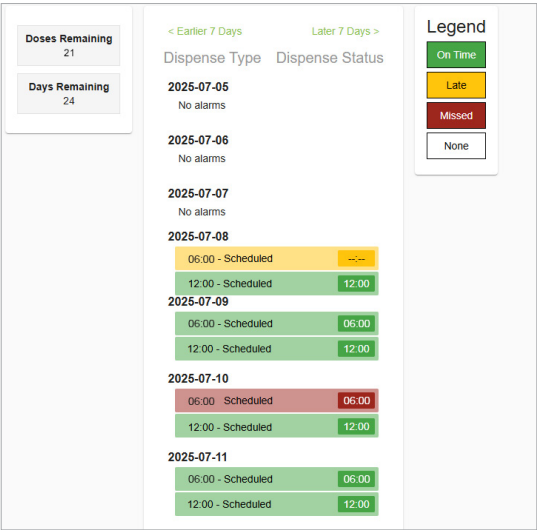 Doses Remaining
21
Days Remaining
24
< Earlier 7 Days Later 7 Days >
Dispense Type Dispense Status
2025-07-05
No alarms
2025-07-06
No alarms
2025-07-07
No alarms
2025-07-08
06:00 - Scheduled --:--
12:00 - Scheduled 12:00
2025-07-09
06:00 - Scheduled 06:00
12:00 - Scheduled 12:00
2025-07-10
06:00 Scheduled 06:00
12:00 - Scheduled 12:00
2025-07-11
06:00 - Scheduled 06:00
12:00 - Scheduled 12:00
Legend
On Time
Late
Missed
None